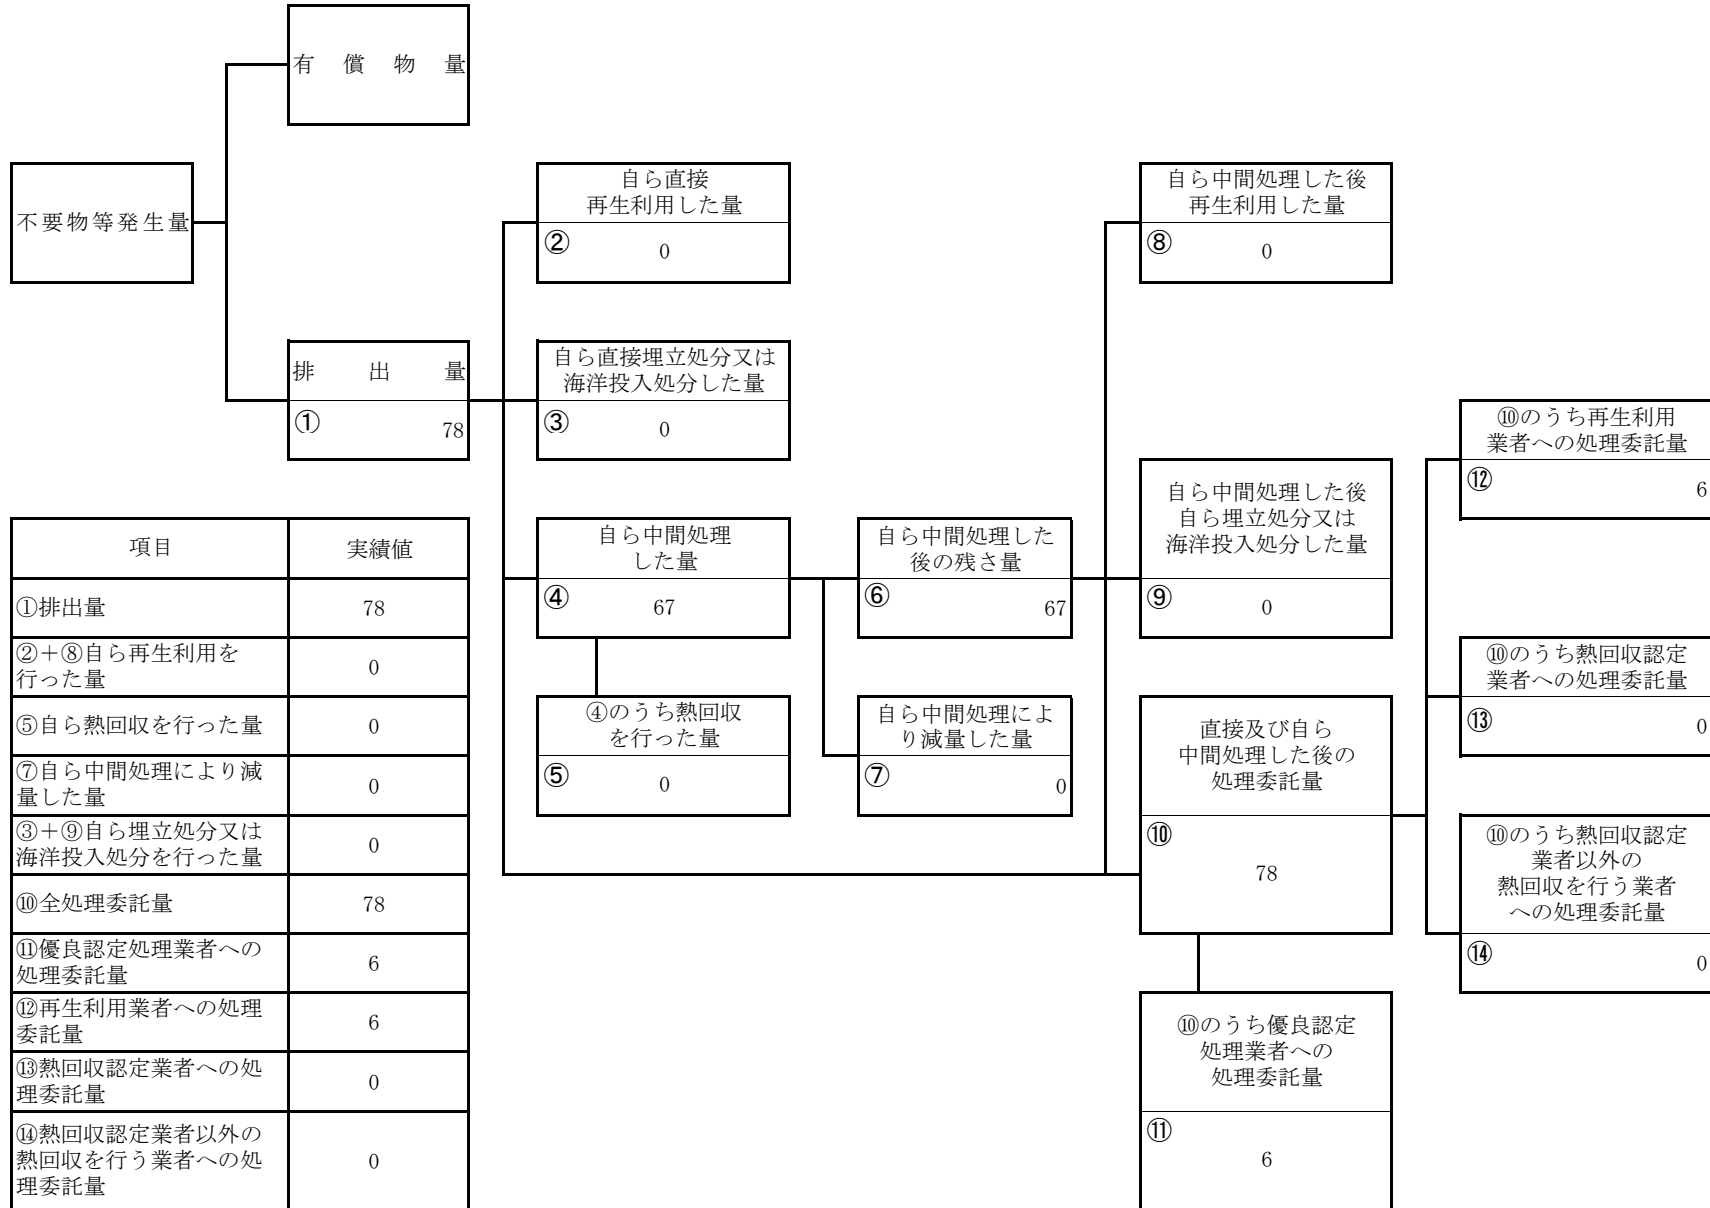 有償物量
不要物等発生量
自ら直接
再生利用した量
②
0
自ら中間処理した後
再生利用した量
⑧
0
排出量
①
78
自ら直接埋立処分又は
海洋投入処分した量
③
0
⑩のうち再生利用
業者への処理委託量
⑫
6
自ら中間処理した後
自ら埋立処分又は
海洋投入処分した量
⑨
0
自ら中間処理
した量
④
67
自ら中間処理した
後の残さ量
⑥
67
⑩のうち熱回収認定
業者への処理委託量
⑬
0
④のうち熱回収
を行った量
⑤
0
自ら中間処理によ
り減量した量
⑦
0
直接及び自ら
中間処理した後の
処理委託量
⑩
78
⑩のうち熱回収認定
業者以外の
熱回収を行う業者
への処理委託量
⑭
0
⑩のうち優良認定
処理業者への
処理委託量
⑪
6
項目 実績値
①排出量 78
②＋⑧自ら再生利用を
行った量 0
⑤自ら熱回収を行った量 0
⑦自ら中間処理により減
量した量 0
③＋⑨自ら埋立処分又は
海洋投入処分を行った量 0
⑩全処理委託量 78
⑪優良認定処理業者への
処理委託量 6
⑫再生利用業者への処理
委託量 6
⑬熱回収認定業者への処
理委託量 0
⑭熱回収認定業者以外の
熱回収を行う業者への処
理委託量 0